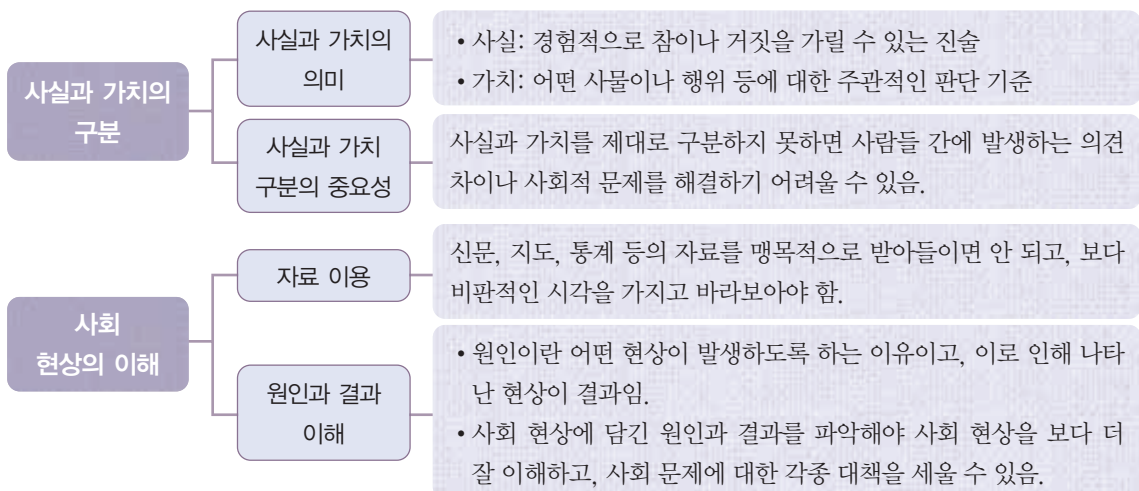 사실과 가치의
구분
사실과 가치의
의미
• 사실: 경험적으로 참이나 거짓을 가릴 수 있는 진술
• 가치: 어떤 사물이나 행위 등에 대한 주관적인 판단 기준
사실과 가치
구분의 중요성
사실과 가치를 제대로 구분하지 못하면 사람들 간에 발생하는 의견
차이나 사회적 문제를 해결하기 어려울 수 있음.
사회
현상의 이해
자료 이용
신문, 지도, 통계 등의 자료를 맹목적으로 받아들이면 안 되고, 보다
비판적인 시각을 가지고 바라보아야 함.
원인과 결과
이해
• 원인이란 어떤 현상이 발생하도록 하는 이유이고, 이로 인해 나타
난 현상이 결과임.
• 사회 현상에 담긴 원인과 결과를 파악해야 사회 현상을 보다 더
잘 이해하고, 사회 문제에 대한 각종 대책을 세울 수 있음.